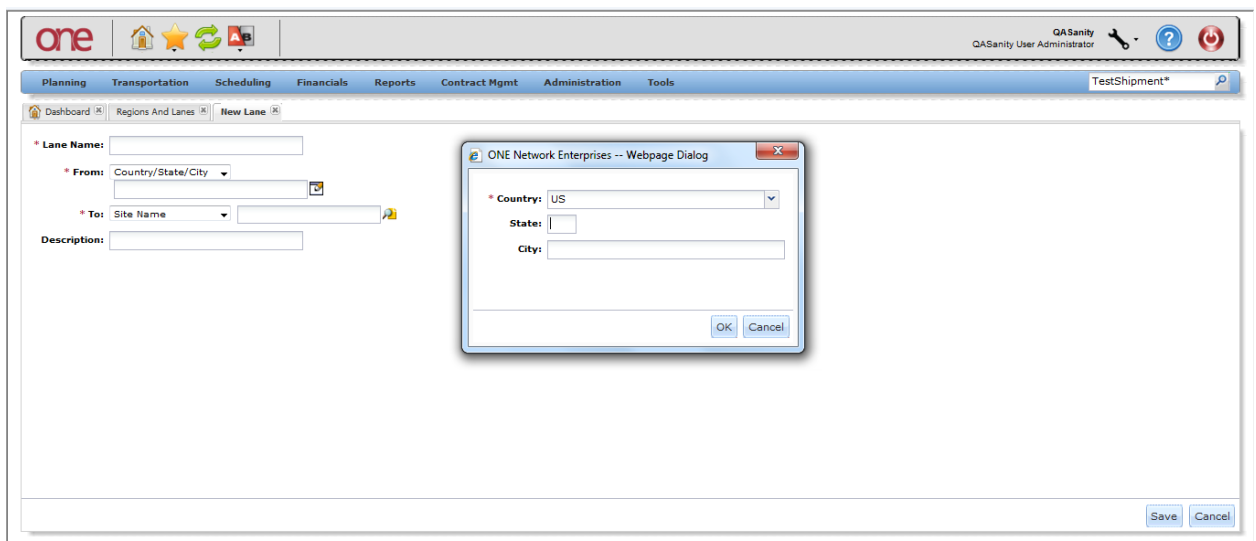 one
QASanity
QASanity User Administrator
Planning Transportation Scheduling Financials Reports Contract Mgmt Administration Tools TestShipment*
Dashboard Regions And Lanes New Lane
* Lane Name:
* From: Country/State/City
* To: Site Name
Description:
ONE Network Enterprises -- Webpage Dialog
* Country: US
State:
City:
OK Cancel
Save Cancel